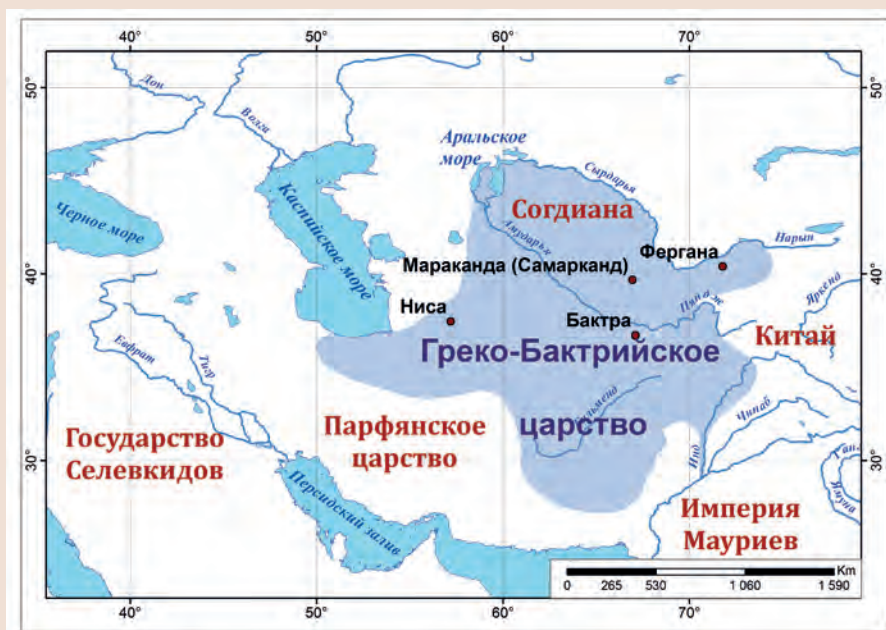 40°
50°
60°
70°
50°
50°
Дон
Волга
Аральское
море
Сырдарья
Каспийское море
Черное море
Согдиана
Амударья
Нарын
Фергана
40°
40°
Мараканда (Самарканд)
Ниса
Пяндж
Яркенд
Бактра
Китай
Греко-Бактрийское
Евфрат
Тигр
Гильменд
Чинаб
царство
Парфянское
царство
Государство
Селевкидов
30°
30°
Инд
Ганг
Ямуна
Персидский залив
Империя
Мауриев
Km
0 265 530 1 060 1 590
40°
50°
60°
70°